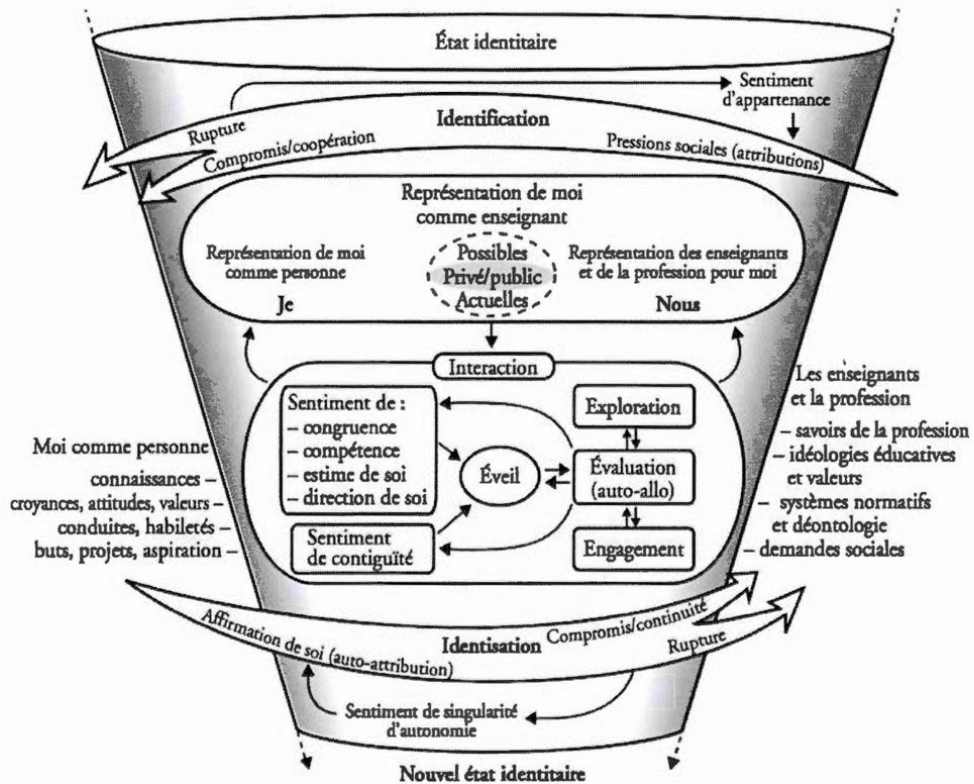 État identitaire
Sentiment
d'appartenance
Rupture
Identification
Compromis/coopération
Pressions sociales (attributions)
Représentation de moi
comme enseignant
Représentation de moi
comme personne
Je
Possibles
Privé/public
Actuelles
Représentation des enseignants
et de la profession pour moi
Nous
Interaction
Sentiment de :
– congruence
– compétence
– estime de soi
– direction de soi
Sentiment
de contiguïté
Éveil
Exploration
Évaluation
(auto-allo)
Engagement
Moi comme personne
connaissances –
croyances, attitudes, valeurs –
conduites, habiletés –
buts, projets, aspiration –
Les enseignants
et la profession
– savoirs de la profession
– idéologies éducatives
et valeurs
– systèmes normatifs
et déontologie
– demandes sociales
Affirmation de soi (auto-attribution)
Identisation
Compromis/continuité
Rupture
Sentiment de singularité
d'autonomie
Nouvel état identitaire